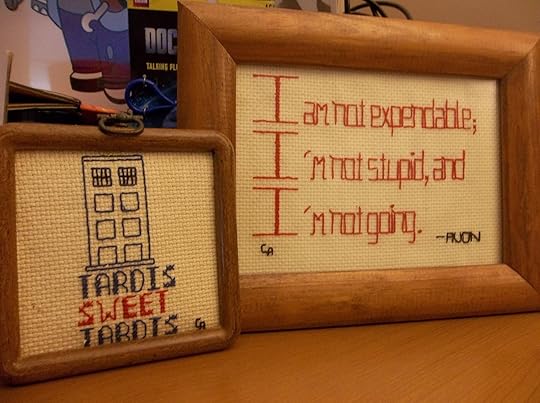 DOC
TALKING
I am not expendable;
I 'm not stupid, and
I 'm not going.
—AVON
CA
TARDIS
SWEET
TARDIS
CA